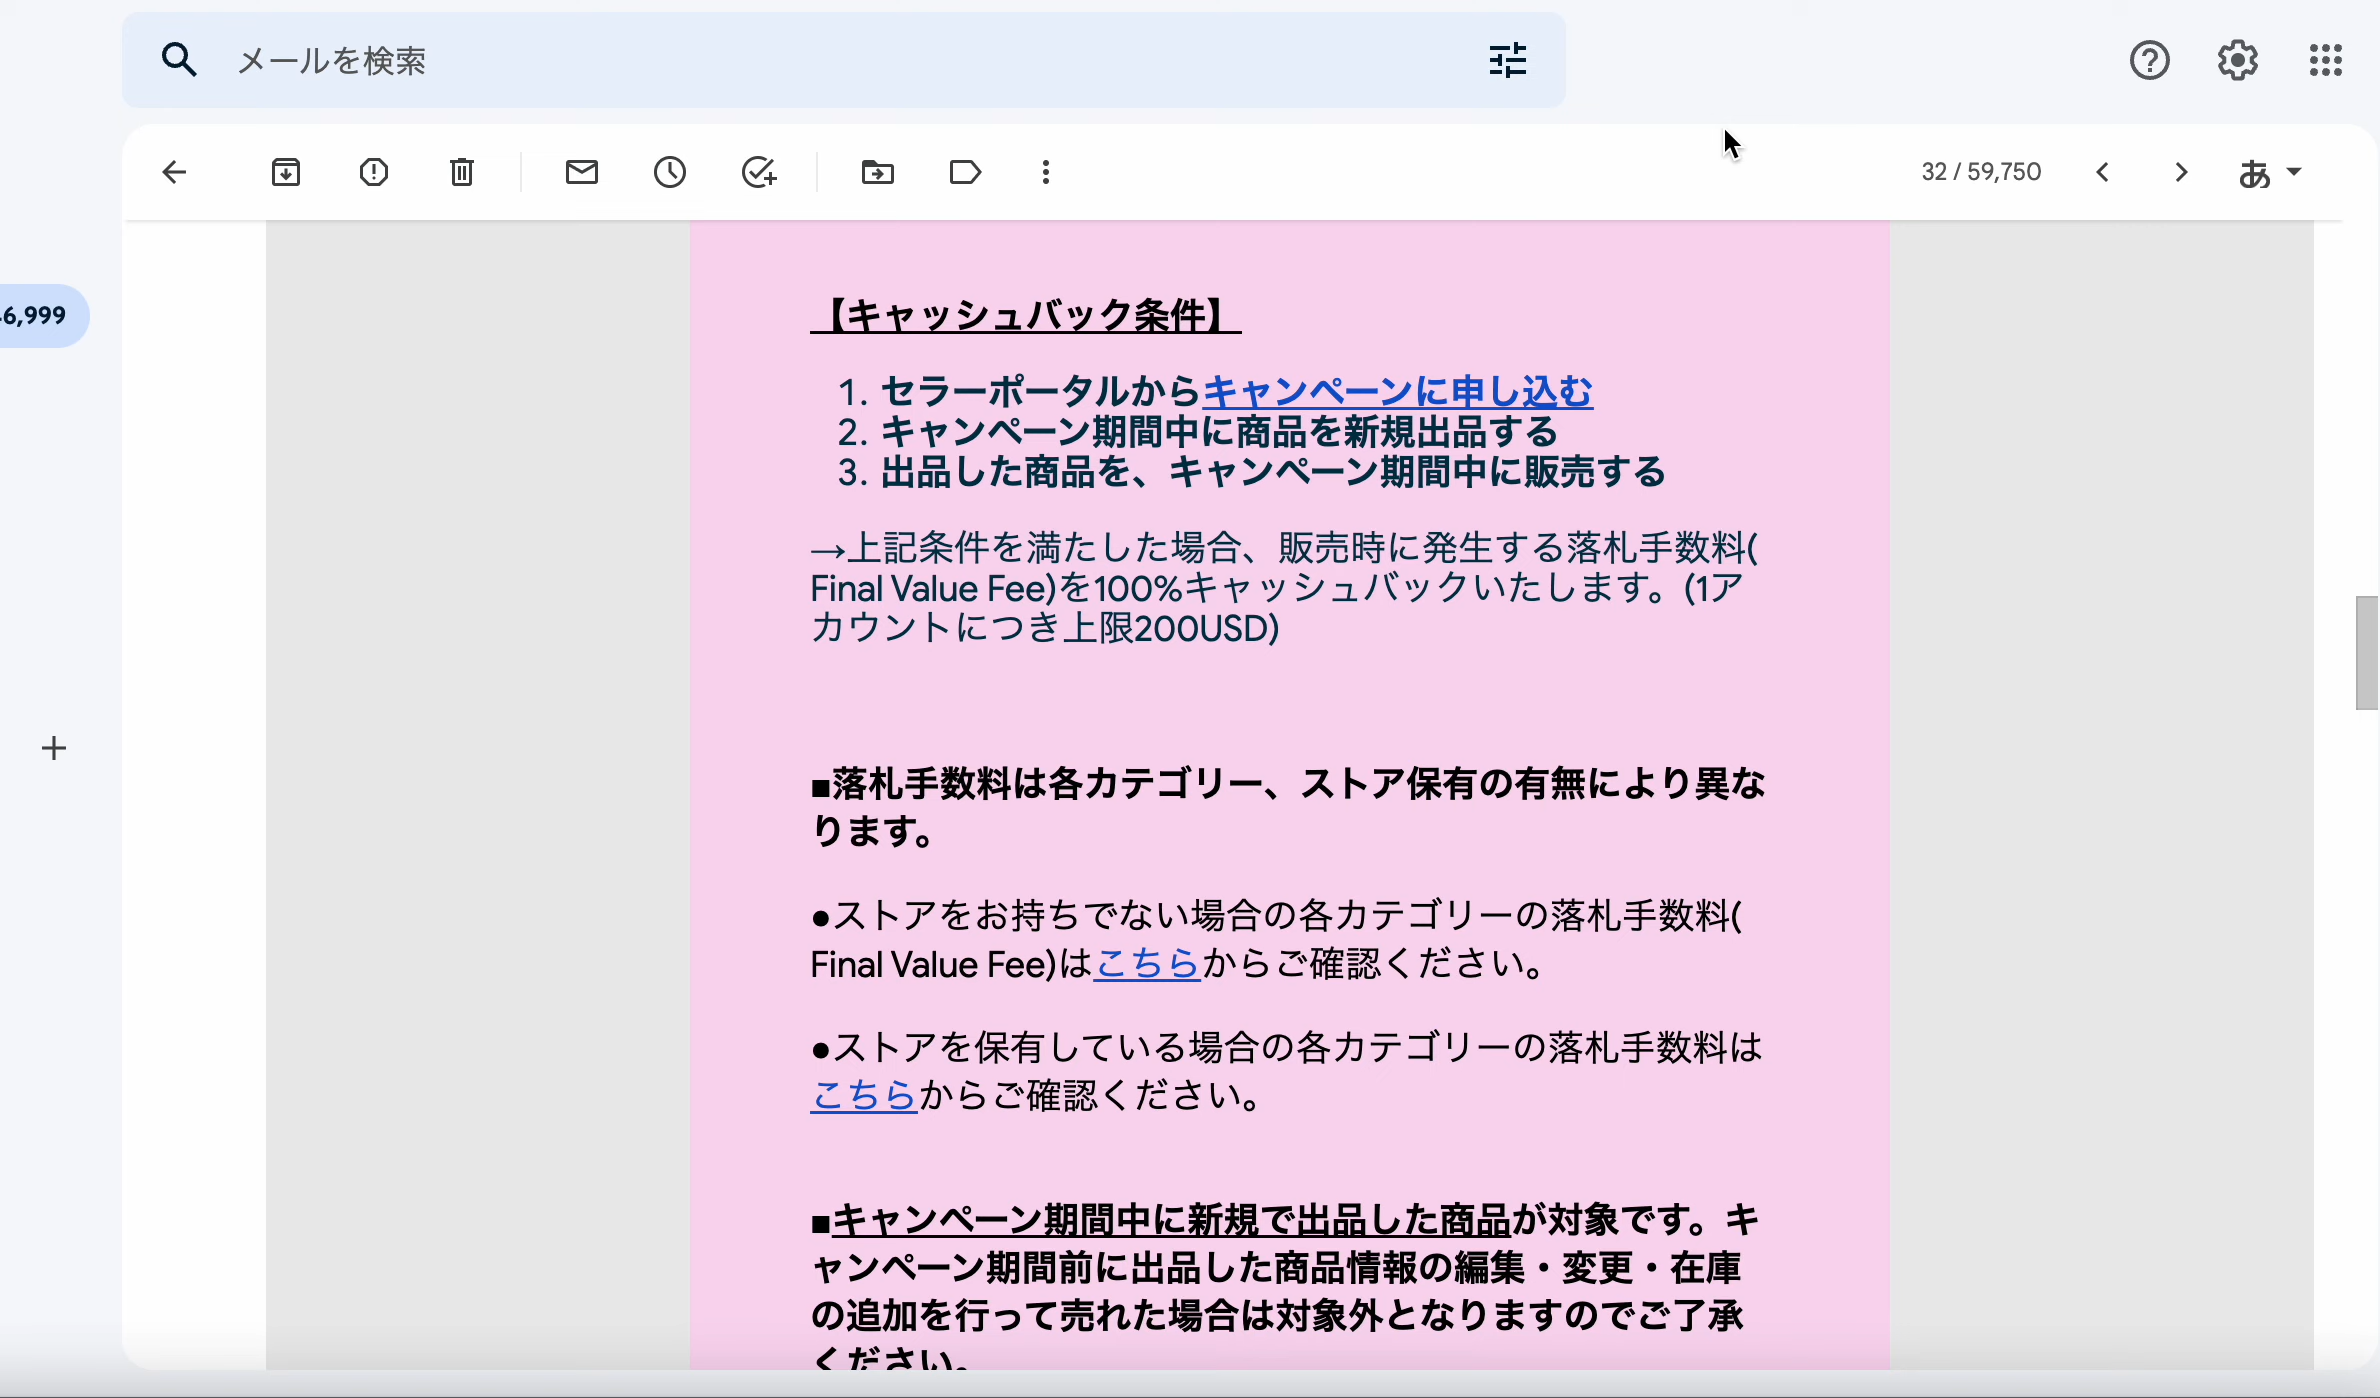 メールを検索
32 / 59,750
あ
6,999
【キャッシュバック条件】
1. セラーポータルからキャンペーンに申し込む
2. キャンペーン期間中に商品を新規出品する
3. 出品した商品を、キャンペーン期間中に販売する
→上記条件を満たした場合、販売時に発生する落札手数料(
Final Value Fee)を100%キャッシュバックいたします。(1ア
カウントにつき上限200USD)
■落札手数料は各カテゴリー、ストア保有の有無により異な
ります。
●ストアをお持ちでない場合の各カテゴリーの落札手数料(
Final Value Fee)はこちらからご確認ください。
●ストアを保有している場合の各カテゴリーの落札手数料は
こちらからご確認ください。
■キャンペーン期間中に新規で出品した商品が対象です。キ
ャンペーン期間前に出品した商品情報の編集・変更・在庫
の追加を行って売れた場合は対象外となりますのでご了承
ください。